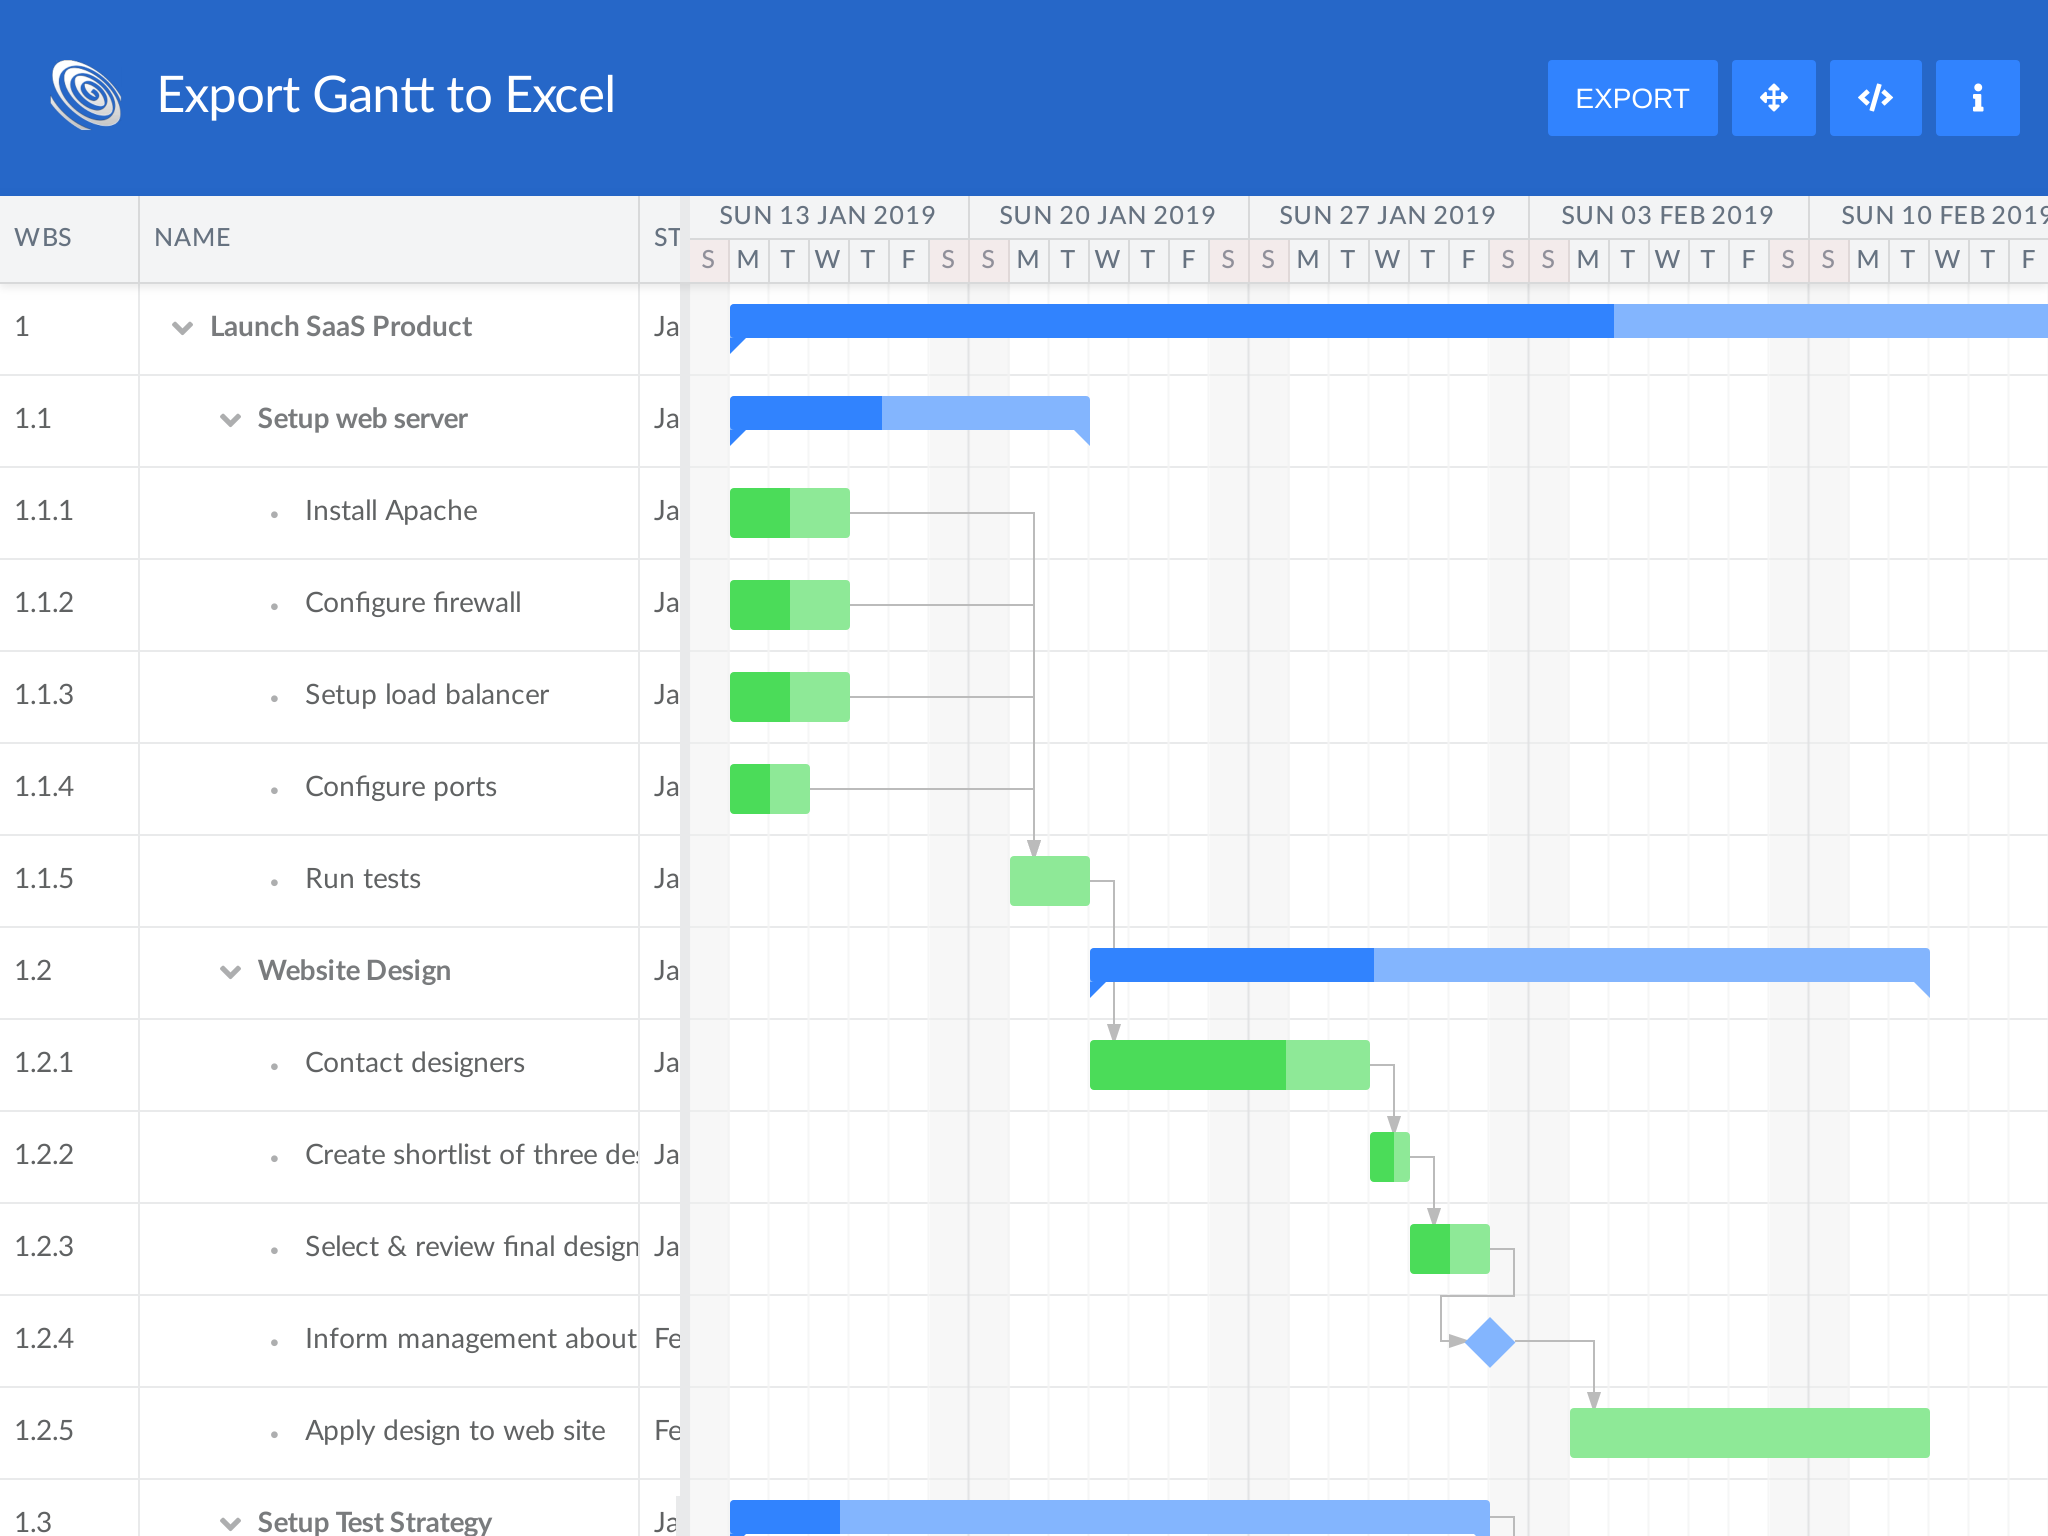 Export Gantt to Excel
EXPORT
WBS NAME ST
SUN 13 JAN 2019 SUN 20 JAN 2019 SUN 27 JAN 2019 SUN 03 FEB 2019 SUN 10 FEB 2019
S M T W T F S S M T W T F S S M T W T F S S M T W T F S S M T W T F
1 Launch SaaS Product Ja
1.1 Setup web server Ja
1.1.1 Install Apache Ja
1.1.2 Configure firewall Ja
1.1.3 Setup load balancer Ja
1.1.4 Configure ports Ja
1.1.5 Run tests Ja
1.2 Website Design Ja
1.2.1 Contact designers Ja
1.2.2 Create shortlist of three des Ja
1.2.3 Select & review final design Ja
1.2.4 Inform management about Fe
1.2.5 Apply design to web site Fe
1.3 Setup Test Strategy Ja